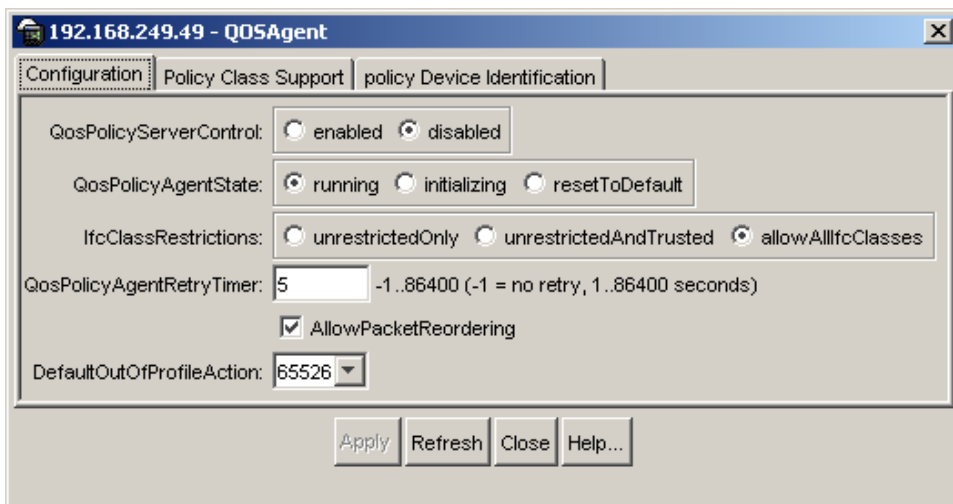 192.168.249.49 - QOSAgent
Configuration Policy Class Support policy Device Identification
QosPolicyServerControl: enabled disabled
QosPolicyAgentState: running initializing resetToDefault
IfcClassRestrictions: unrestrictedOnly unrestrictedAndTrusted allowAllIfcClasses
QosPolicyAgentRetryTimer: 5 -1..86400 (-1 = no retry, 1..86400 seconds)
AllowPacketReordering
DefaultOutOfProfileAction: 65526
Apply Refresh Close Help...